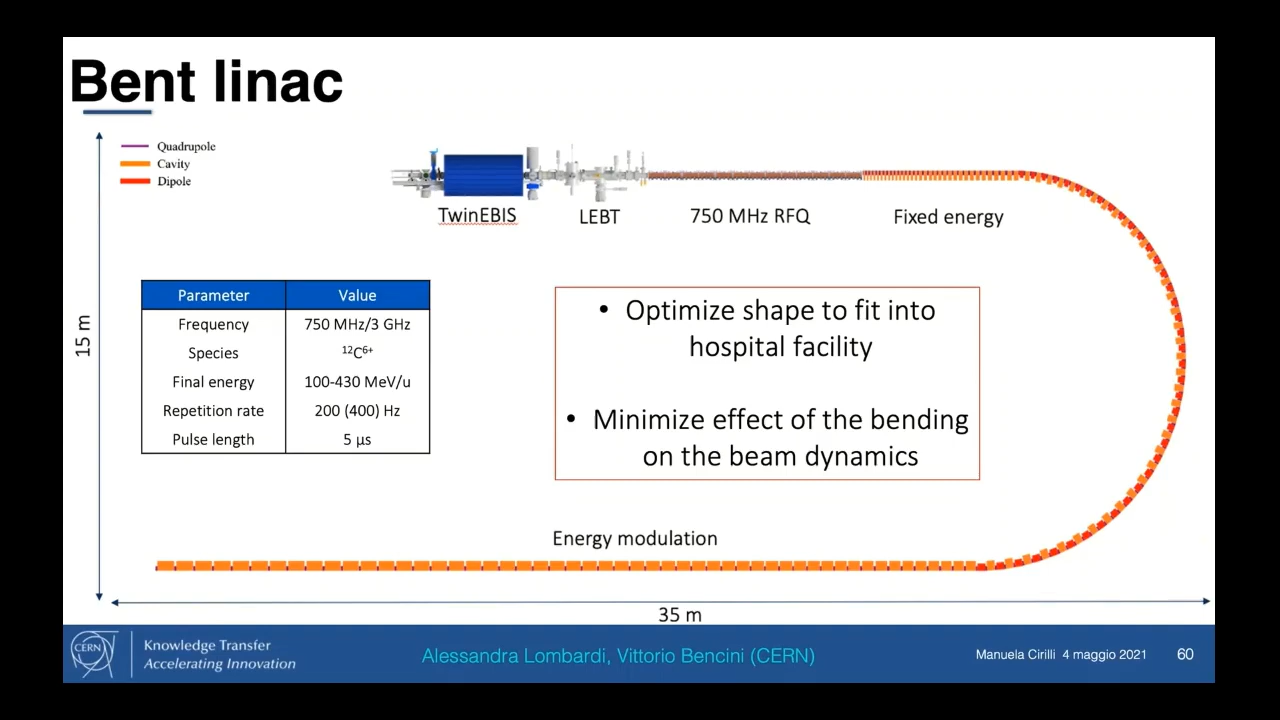 Bent linac
Quadrupole
Cavity
Dipole
TwinEBIS
LEBT
750 MHz RFQ
Fixed energy
15 m
Parameter Value
Frequency 750 MHz/3 GHz
Species ¹²C⁶⁺
Final energy 100-430 MeV/u
Repetition rate 200 (400) Hz
Pulse length 5 µs
• Optimize shape to fit into
hospital facility
• Minimize effect of the bending
on the beam dynamics
Energy modulation
35 m
CERN
Knowledge Transfer
Accelerating Innovation
Alessandra Lombardi, Vittorio Bencini (CERN)
Manuela Cirilli 4 maggio 2021 60